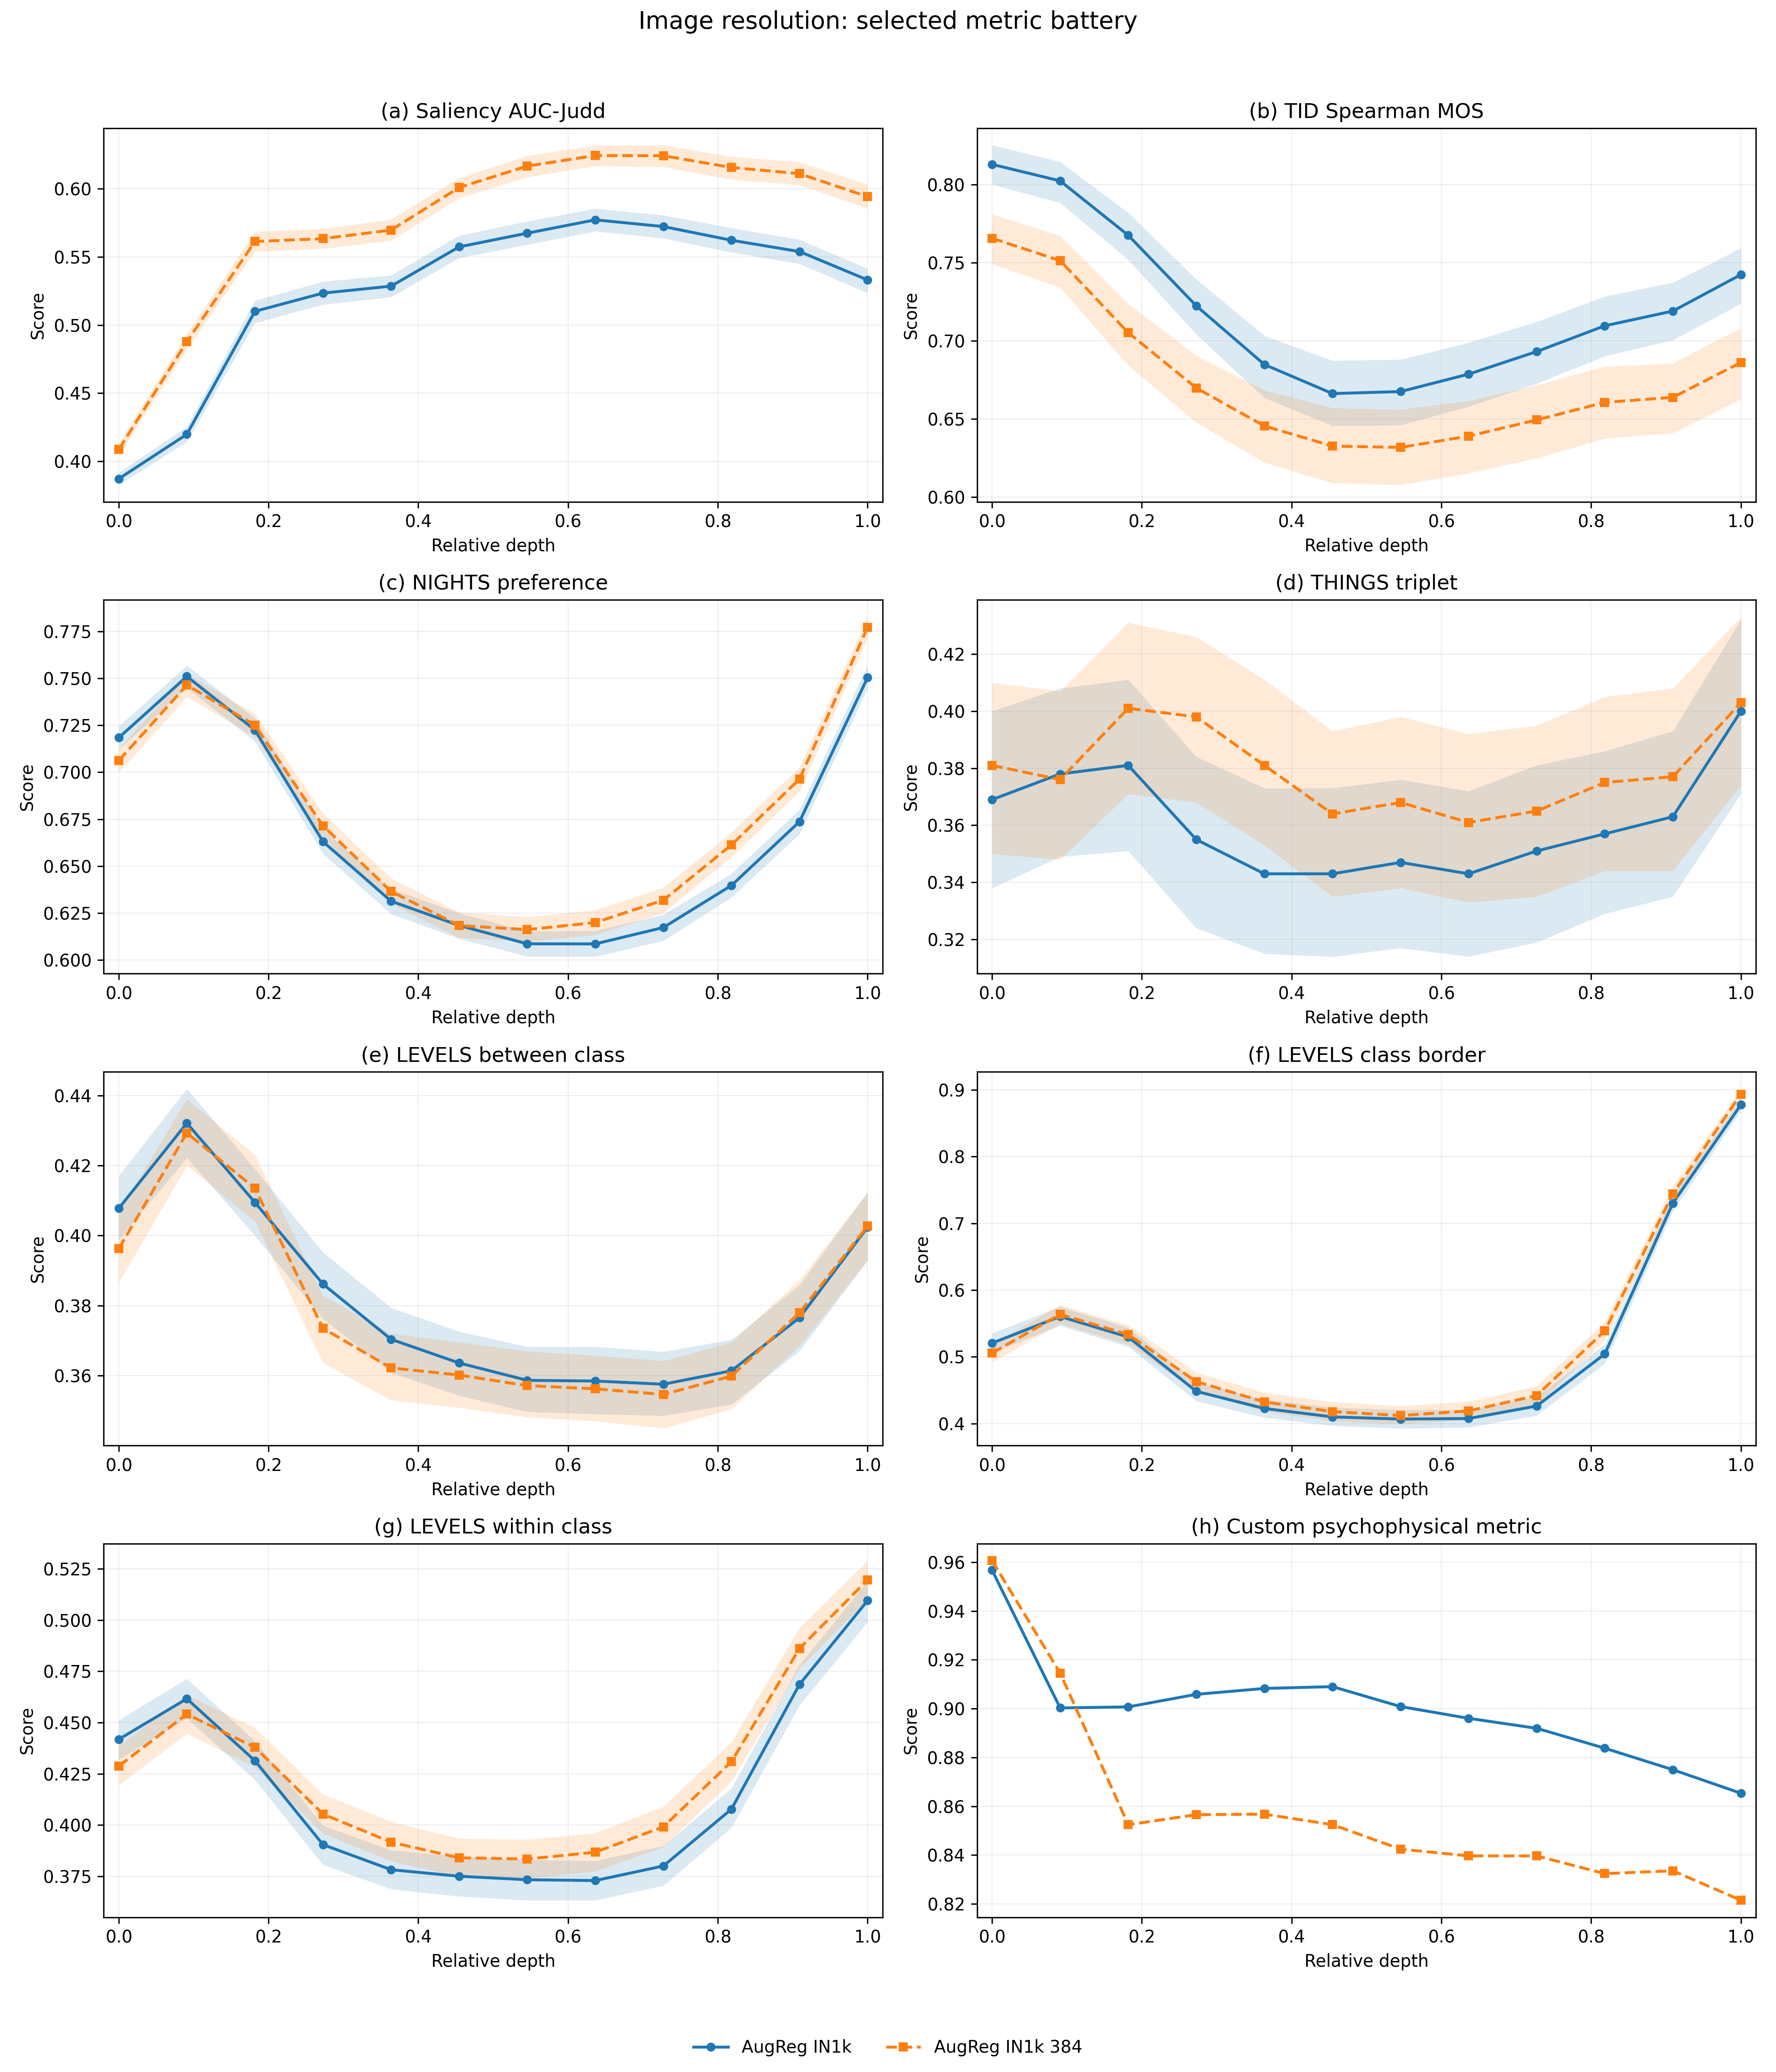 Image resolution: selected metric battery
(a) Saliency AUC-Judd
Score
0.60
0.55
0.50
0.45
0.40
0.0 0.2 0.4 0.6 0.8 1.0
Relative depth
(b) TID Spearman MOS
Score
0.80
0.75
0.70
0.65
0.60
0.0 0.2 0.4 0.6 0.8 1.0
Relative depth
(c) NIGHTS preference
Score
0.775
0.750
0.725
0.700
0.675
0.650
0.625
0.600
0.0 0.2 0.4 0.6 0.8 1.0
Relative depth
(d) THINGS triplet
Score
0.42
0.40
0.38
0.36
0.34
0.32
0.0 0.2 0.4 0.6 0.8 1.0
Relative depth
(e) LEVELS between class
Score
0.44
0.42
0.40
0.38
0.36
0.0 0.2 0.4 0.6 0.8 1.0
Relative depth
(f) LEVELS class border
Score
0.9
0.8
0.7
0.6
0.5
0.4
0.0 0.2 0.4 0.6 0.8 1.0
Relative depth
(g) LEVELS within class
Score
0.525
0.500
0.475
0.450
0.425
0.400
0.375
0.0 0.2 0.4 0.6 0.8 1.0
Relative depth
(h) Custom psychophysical metric
Score
0.96
0.94
0.92
0.90
0.88
0.86
0.84
0.82
0.0 0.2 0.4 0.6 0.8 1.0
Relative depth
AugReg IN1k
AugReg IN1k 384